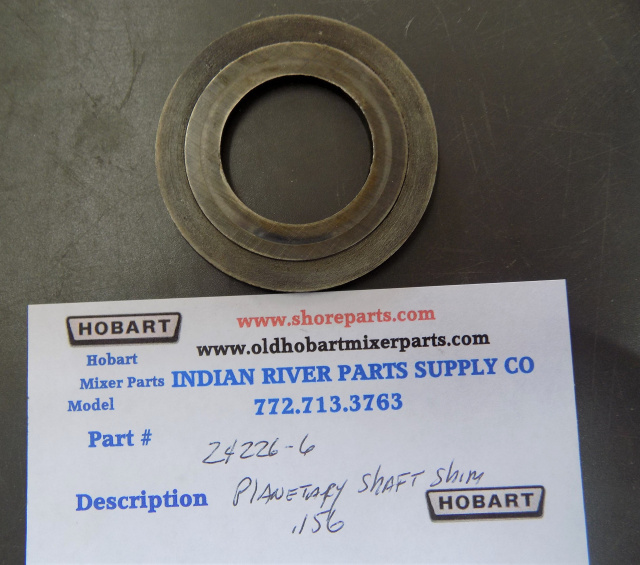 HOBART
www.shoreparts.com
www.oldhobartmixerparts.com
Hobart
Mixer Parts INDIAN RIVER PARTS SUPPLY CO
Model
772.713.3763
Part # 24226-6
Description PLANETARY SHAFT SHIM
HOBART
.156